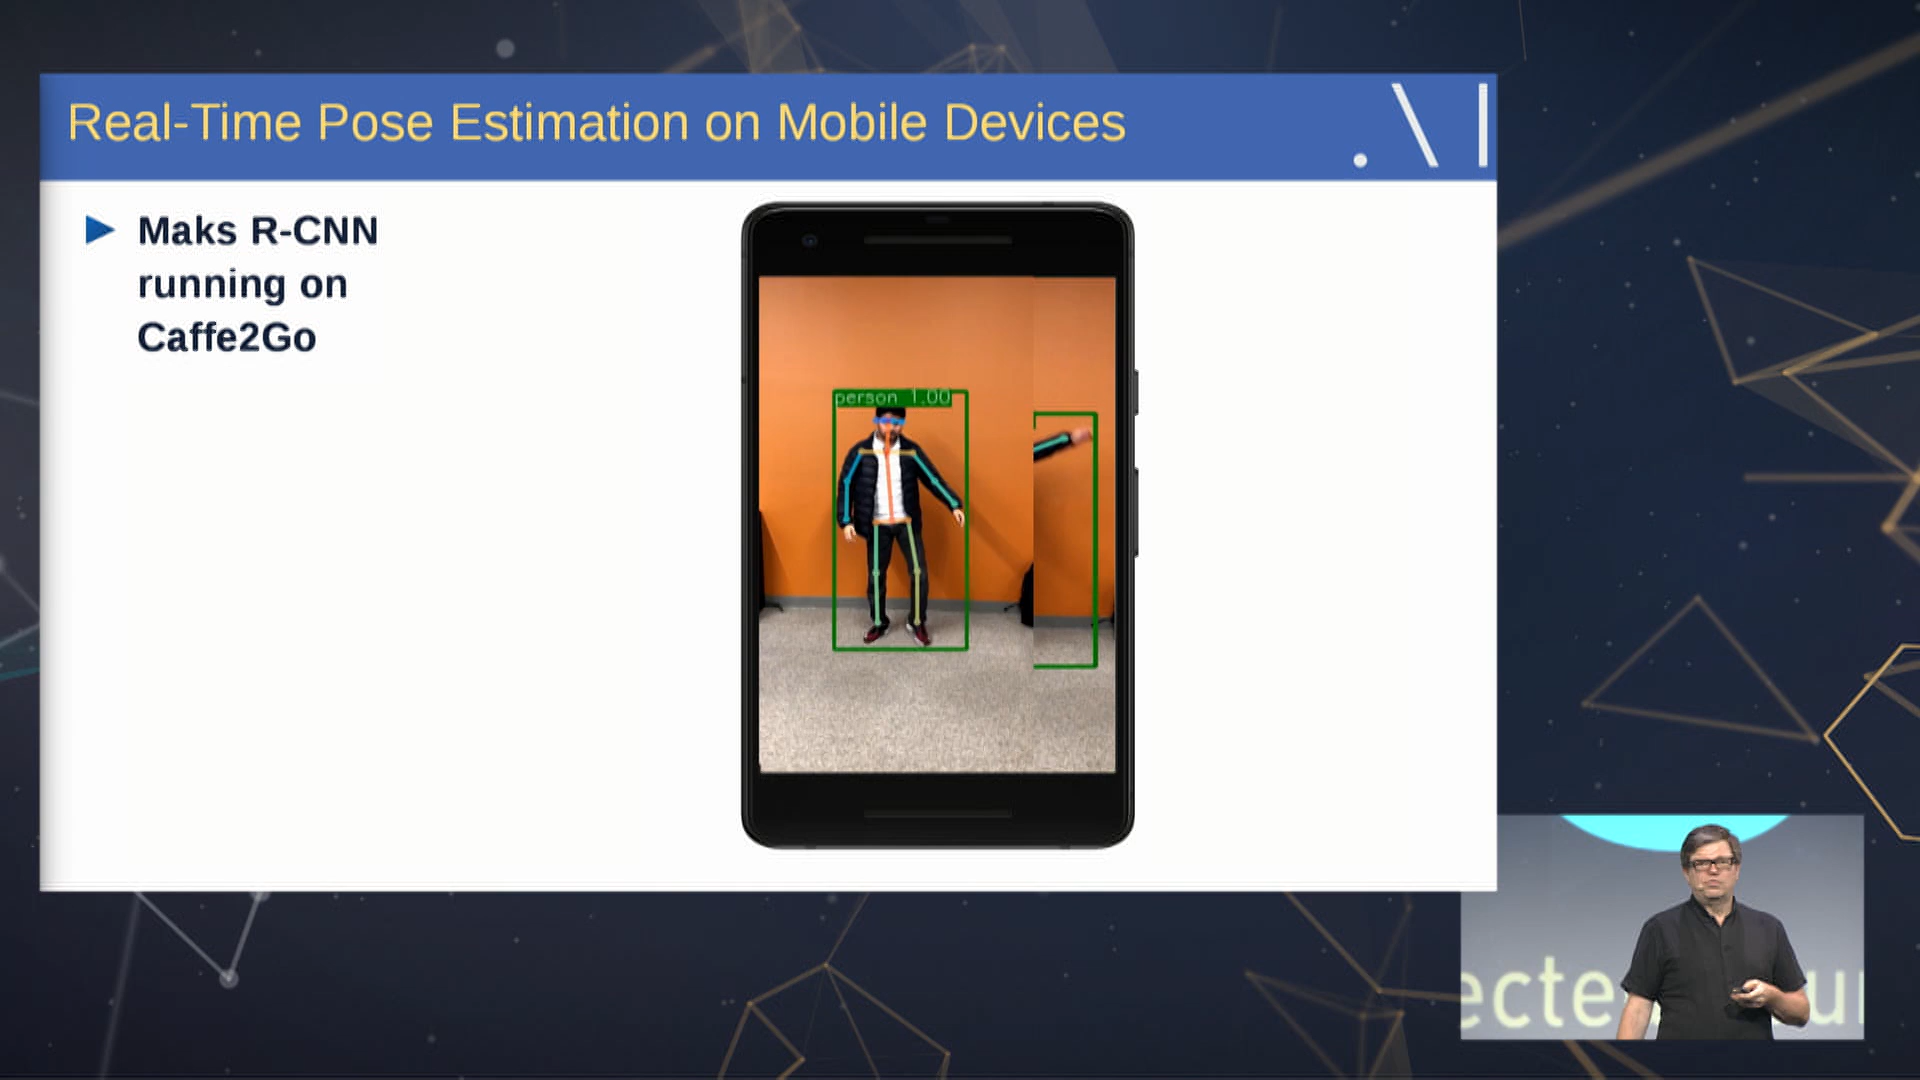 Real-Time Pose Estimation on Mobile Devices
Maks R-CNN
running on
Caffe2Go
person 1.00
ecte